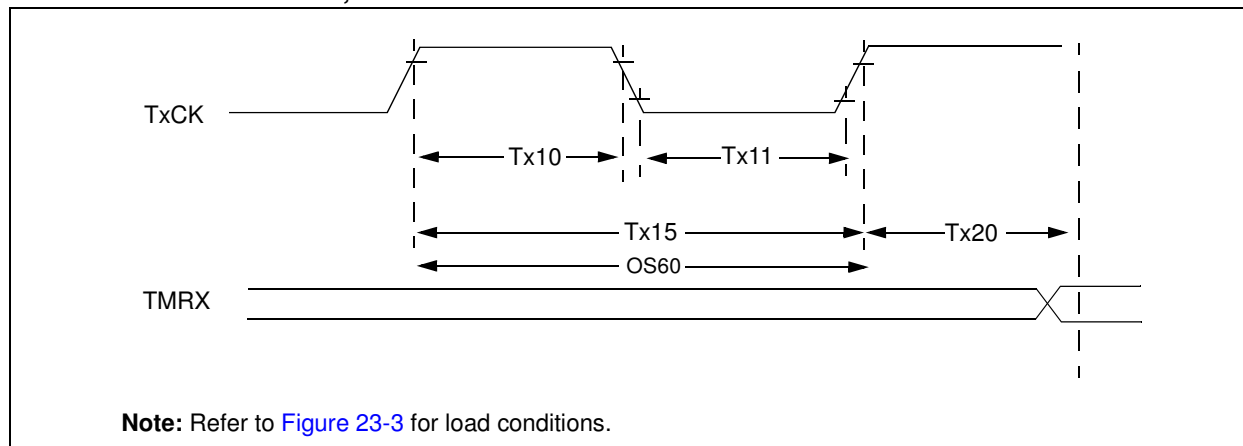 TxCK
Tx10
Tx11
Tx15
Tx20
OS60
TMRX
Note: Refer to Figure 23-3 for load conditions.